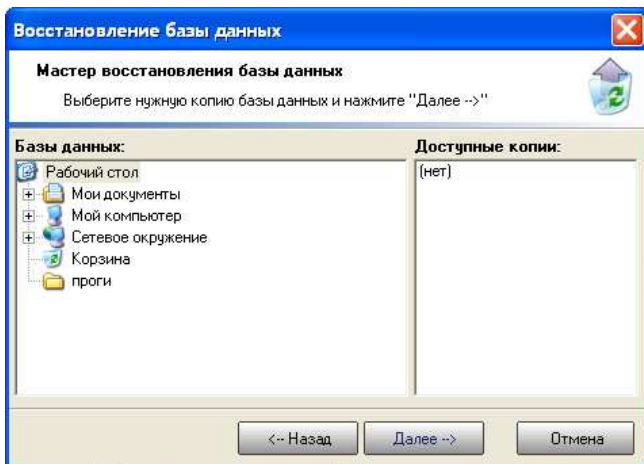 Восстановление базы данных
Мастер восстановления базы данных
Выберите нужную копию базы данных и нажмите "Далее -->"
Базы данных:
Доступные копии:
Рабочий стол
(нет)
Мои документы
Мой компьютер
Сетевое окружение
Корзина
проги
<-- Назад
Далее -->
Отмена